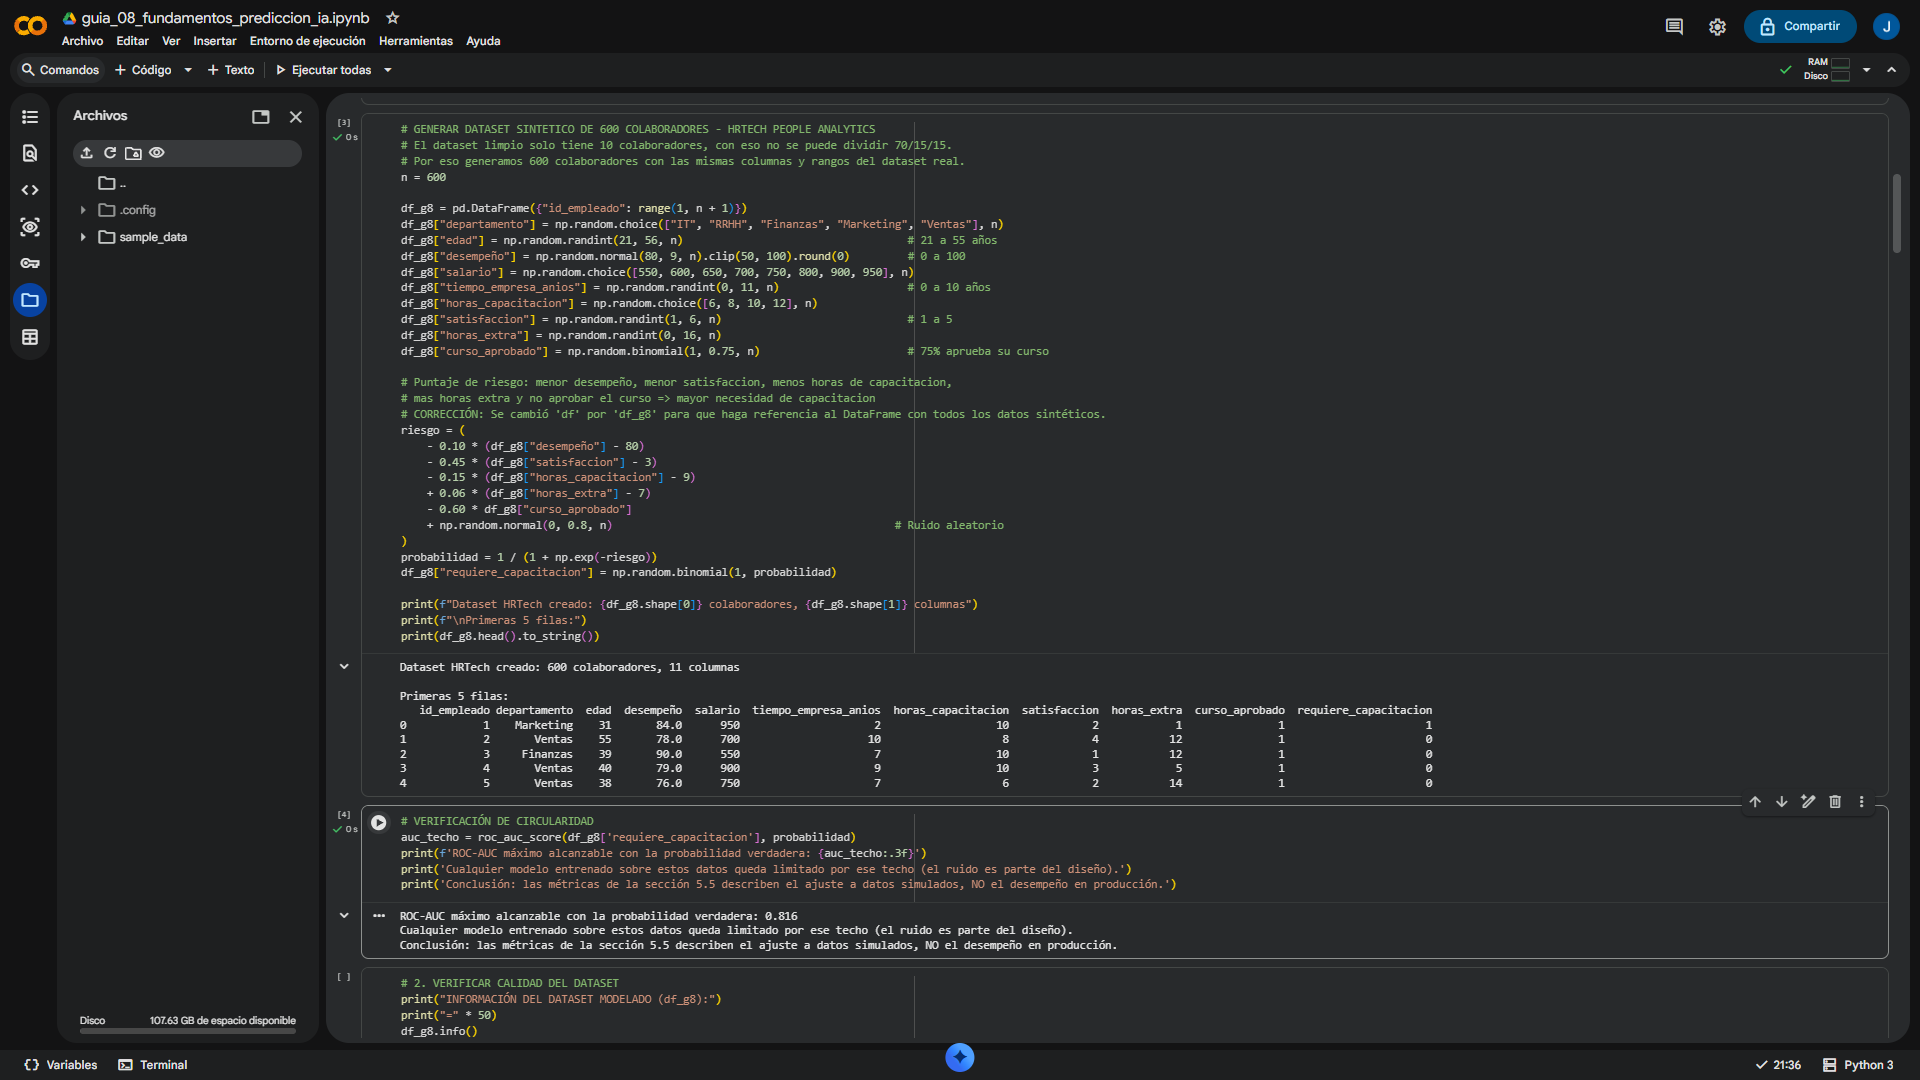 guia_08_fundamentos_prediccion_ia.ipynb
Archivo Editar Ver Insertar Entorno de ejecución Herramientas Ayuda
Compartir
J
Comandos + Código + Texto Ejecutar todas
RAM
Disco
Archivos
..
.config
sample_data
Disco 107.63 GB de espacio disponible
[3]
0 s
# GENERAR DATASET SINTETICO DE 600 COLABORADORES - HRTECH PEOPLE ANALYTICS
# El dataset limpio solo tiene 10 colaboradores, con eso no se puede dividir 70/15/15.
# Por eso generamos 600 colaboradores con las mismas columnas y rangos del dataset real.
n = 600
df_g8 = pd.DataFrame({"id_empleado": range(1, n + 1)})
df_g8["departamento"] = np.random.choice(["IT", "RRHH", "Finanzas", "Marketing", "Ventas"], n)
df_g8["edad"] = np.random.randint(21, 56, n) # 21 a 55 años
df_g8["desempeño"] = np.random.normal(80, 9, n).clip(50, 100).round(0) # 0 a 100
df_g8["salario"] = np.random.choice([550, 600, 650, 700, 750, 800, 900, 950], n)
df_g8["tiempo_empresa_anios"] = np.random.randint(0, 11, n) # 0 a 10 años
df_g8["horas_capacitacion"] = np.random.choice([6, 8, 10, 12], n)
df_g8["satisfaccion"] = np.random.randint(1, 6, n) # 1 a 5
df_g8["horas_extra"] = np.random.randint(0, 16, n)
df_g8["curso_aprobado"] = np.random.binomial(1, 0.75, n) # 75% aprueba su curso
# Puntaje de riesgo: menor desempeño, menor satisfaccion, menos horas de capacitacion,
# mas horas extra y no aprobar el curso => mayor necesidad de capacitacion
# CORRECCIÓN: Se cambió 'df' por 'df_g8' para que haga referencia al DataFrame con todos los datos sintéticos.
riesgo = (
- 0.10 * (df_g8["desempeño"] - 80)
- 0.45 * (df_g8["satisfaccion"] - 3)
- 0.15 * (df_g8["horas_capacitacion"] - 9)
+ 0.06 * (df_g8["horas_extra"] - 7)
- 0.60 * df_g8["curso_aprobado"]
+ np.random.normal(0, 0.8, n) # Ruido aleatorio
)
probabilidad = 1 / (1 + np.exp(-riesgo))
df_g8["requiere_capacitacion"] = np.random.binomial(1, probabilidad)
print(f"Dataset HRTech creado: {df_g8.shape[0]} colaboradores, {df_g8.shape[1]} columnas")
print(f"\nPrimeras 5 filas:")
print(df_g8.head().to_string())
Dataset HRTech creado: 600 colaboradores, 11 columnas
Primeras 5 filas:
id_empleado departamento edad desempeño salario tiempo_empresa_anios horas_capacitacion satisfaccion horas_extra curso_aprobado requiere_capacitacion
0 1 Marketing 31 84.0 950 2 10 2 1 1 1
1 2 Ventas 55 78.0 700 10 8 4 12 1 0
2 3 Finanzas 39 90.0 550 7 10 1 12 1 0
3 4 Ventas 40 79.0 900 9 10 3 5 1 0
4 5 Ventas 38 76.0 750 7 6 2 14 1 0
[4]
0 s
# VERIFICACIÓN DE CIRCULARIDAD
auc_techo = roc_auc_score(df_g8['requiere_capacitacion'], probabilidad)
print(f'ROC-AUC máximo alcanzable con la probabilidad verdadera: {auc_techo:.3f}')
print('Cualquier modelo entrenado sobre estos datos queda limitado por ese techo (el ruido es parte del diseño).')
print('Conclusión: las métricas de la sección 5.5 describen el ajuste a datos simulados, NO el desempeño en producción.')
ROC-AUC máximo alcanzable con la probabilidad verdadera: 0.816
Cualquier modelo entrenado sobre estos datos queda limitado por ese techo (el ruido es parte del diseño).
Conclusión: las métricas de la sección 5.5 describen el ajuste a datos simulados, NO el desempeño en producción.
[ ]
# 2. VERIFICAR CALIDAD DEL DATASET
print("INFORMACIÓN DEL DATASET MODELADO (df_g8):")
print("=" * 50)
df_g8.info()
Variables Terminal 21:36 Python 3